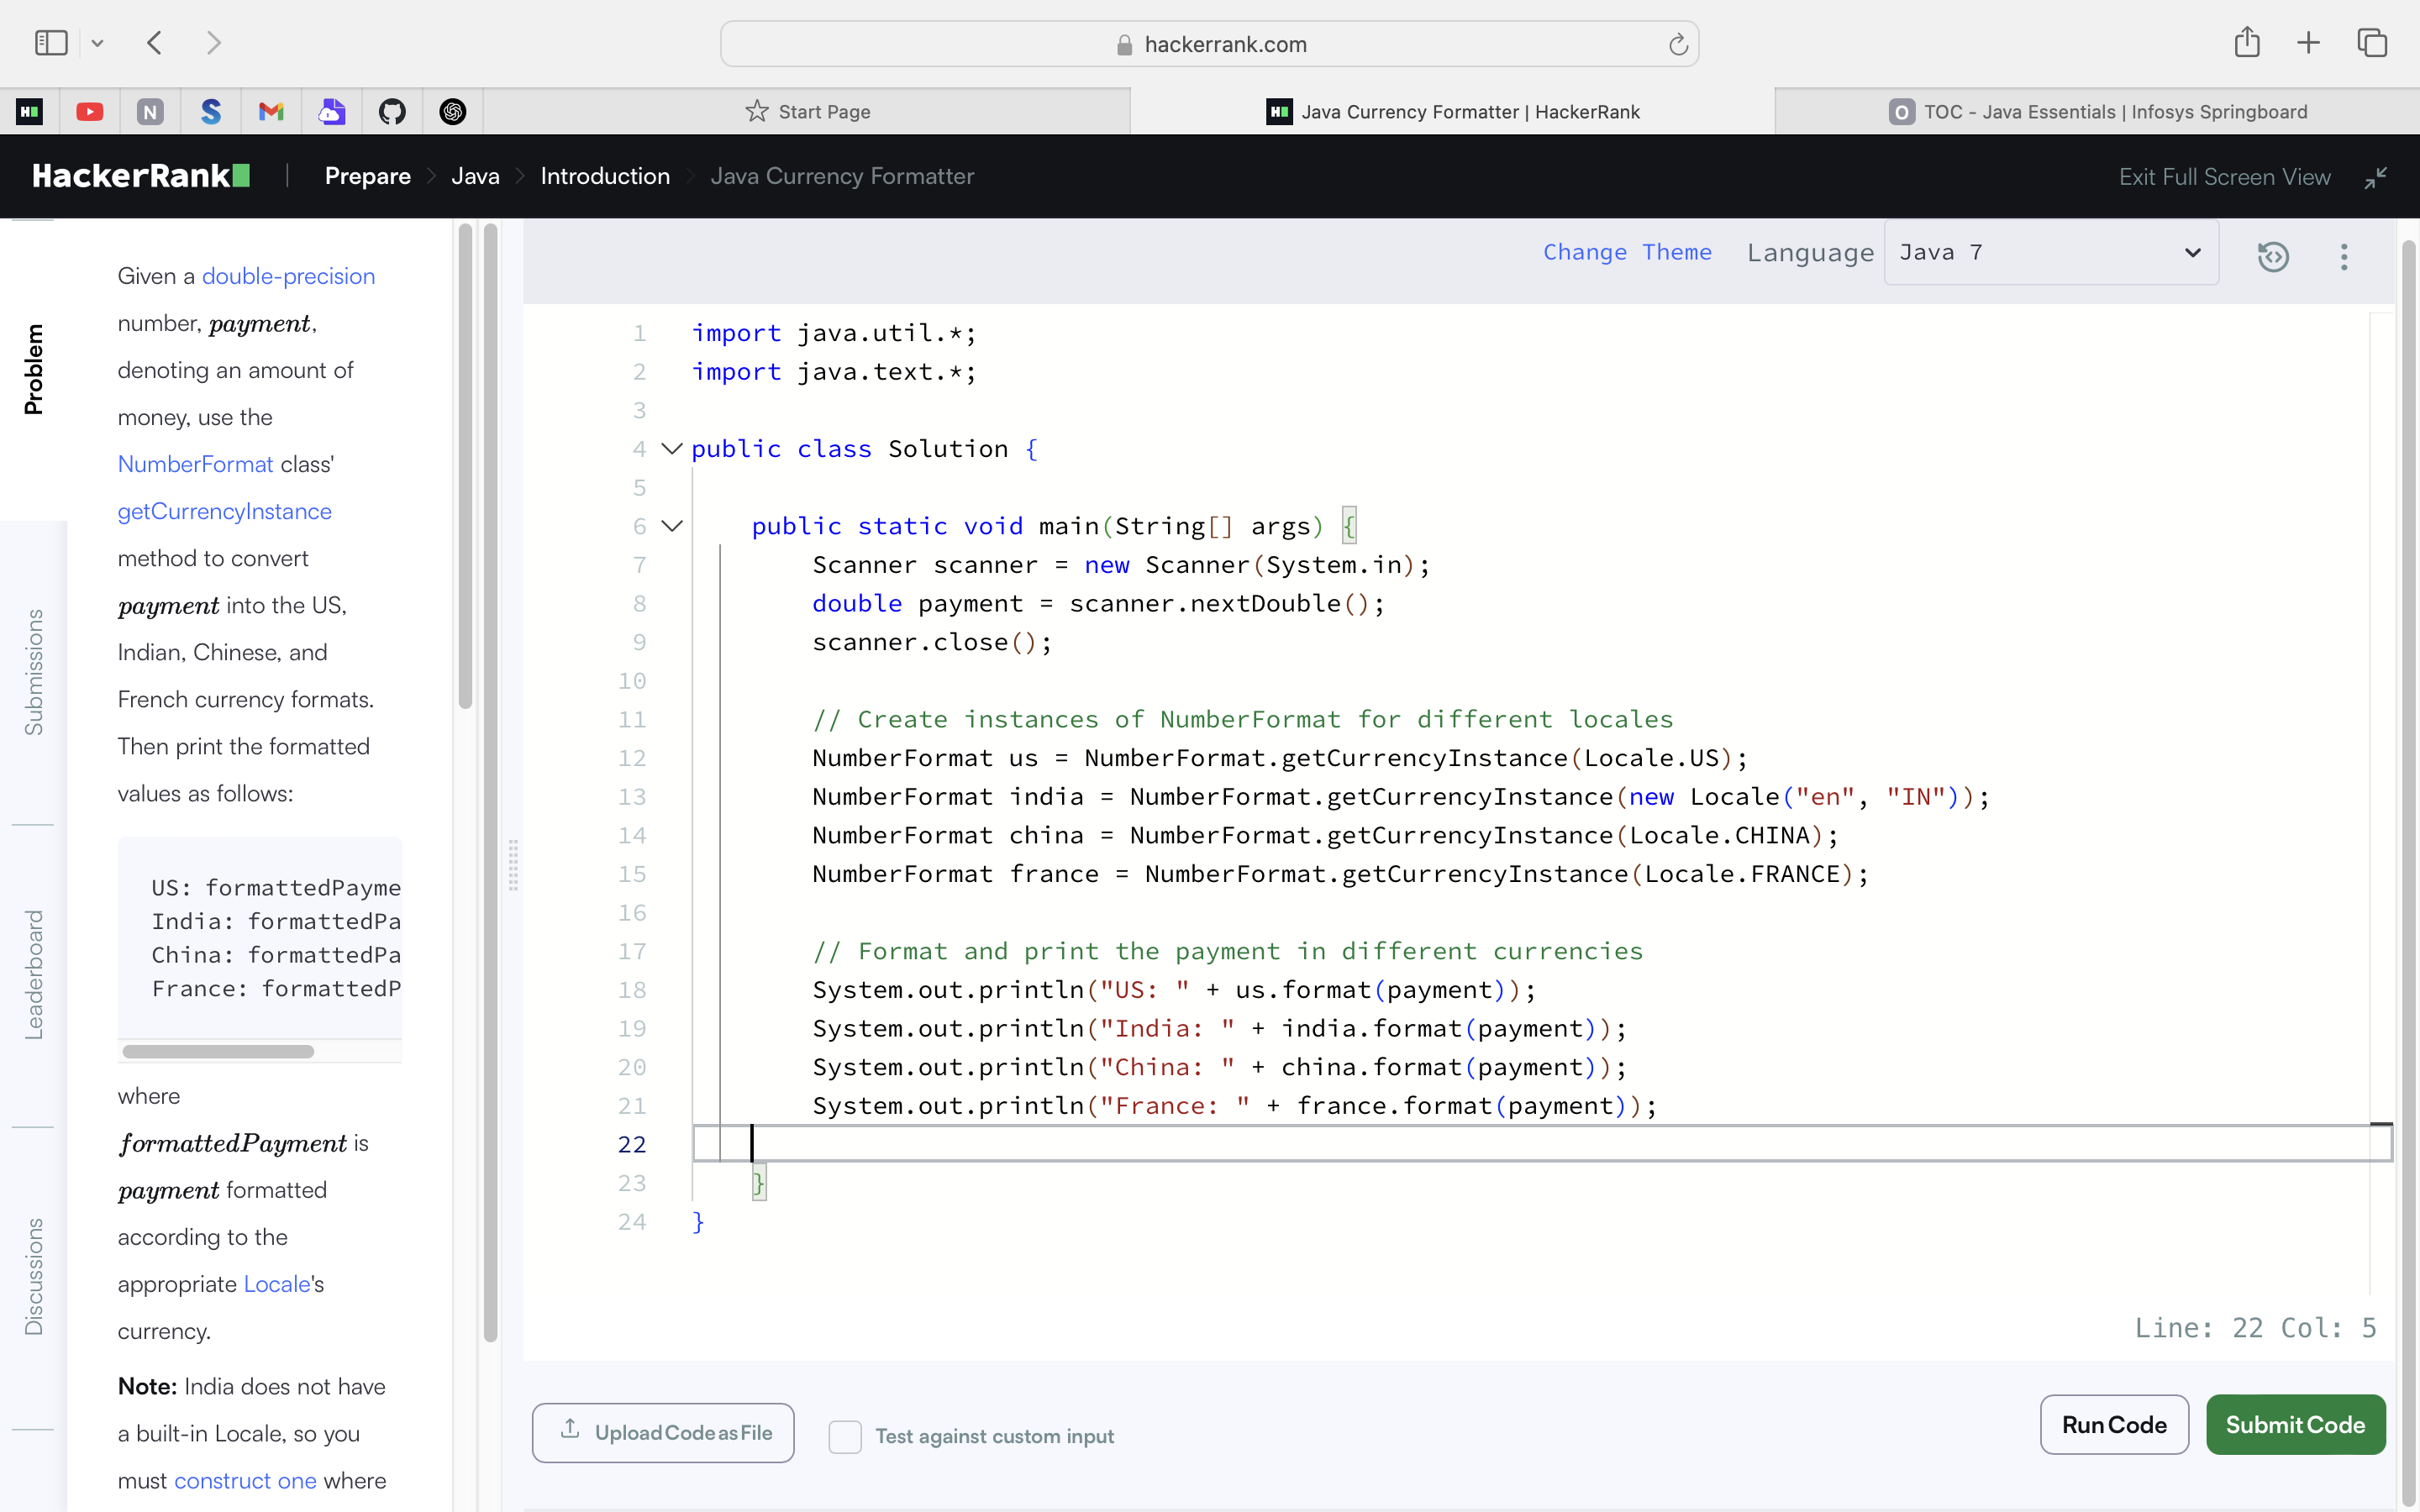 hackerrank.com
Start Page
Java Currency Formatter | HackerRank
TOC - Java Essentials | Infosys Springboard
HackerRank
Prepare
Java
Introduction
Java Currency Formatter
Exit Full Screen View
Problem
Submissions
Leaderboard
Discussions
Given a double-precision
number, payment,
denoting an amount of
money, use the
NumberFormat class'
getCurrencyInstance
method to convert
payment into the US,
Indian, Chinese, and
French currency formats.
Then print the formatted
values as follows:
US: formattedPayme
India: formattedPa
China: formattedPa
France: formattedP
where
formattedPayment is
payment formatted
according to the
appropriate Locale's
currency.
Note: India does not have
a built-in Locale, so you
must construct one where
Change Theme Language Java 7
1 import java.util.*;
2 import java.text.*;
3
4 public class Solution {
5
6 public static void main(String[] args) {
7 Scanner scanner = new Scanner(System.in);
8 double payment = scanner.nextDouble();
9 scanner.close();
10
11 // Create instances of NumberFormat for different locales
12 NumberFormat us = NumberFormat.getCurrencyInstance(Locale.US);
13 NumberFormat india = NumberFormat.getCurrencyInstance(new Locale("en", "IN"));
14 NumberFormat china = NumberFormat.getCurrencyInstance(Locale.CHINA);
15 NumberFormat france = NumberFormat.getCurrencyInstance(Locale.FRANCE);
16
17 // Format and print the payment in different currencies
18 System.out.println("US: " + us.format(payment));
19 System.out.println("India: " + india.format(payment));
20 System.out.println("China: " + china.format(payment));
21 System.out.println("France: " + france.format(payment));
22
23 }
24 }
Line: 22 Col: 5
Upload Code as File
Test against custom input
Run Code
Submit Code